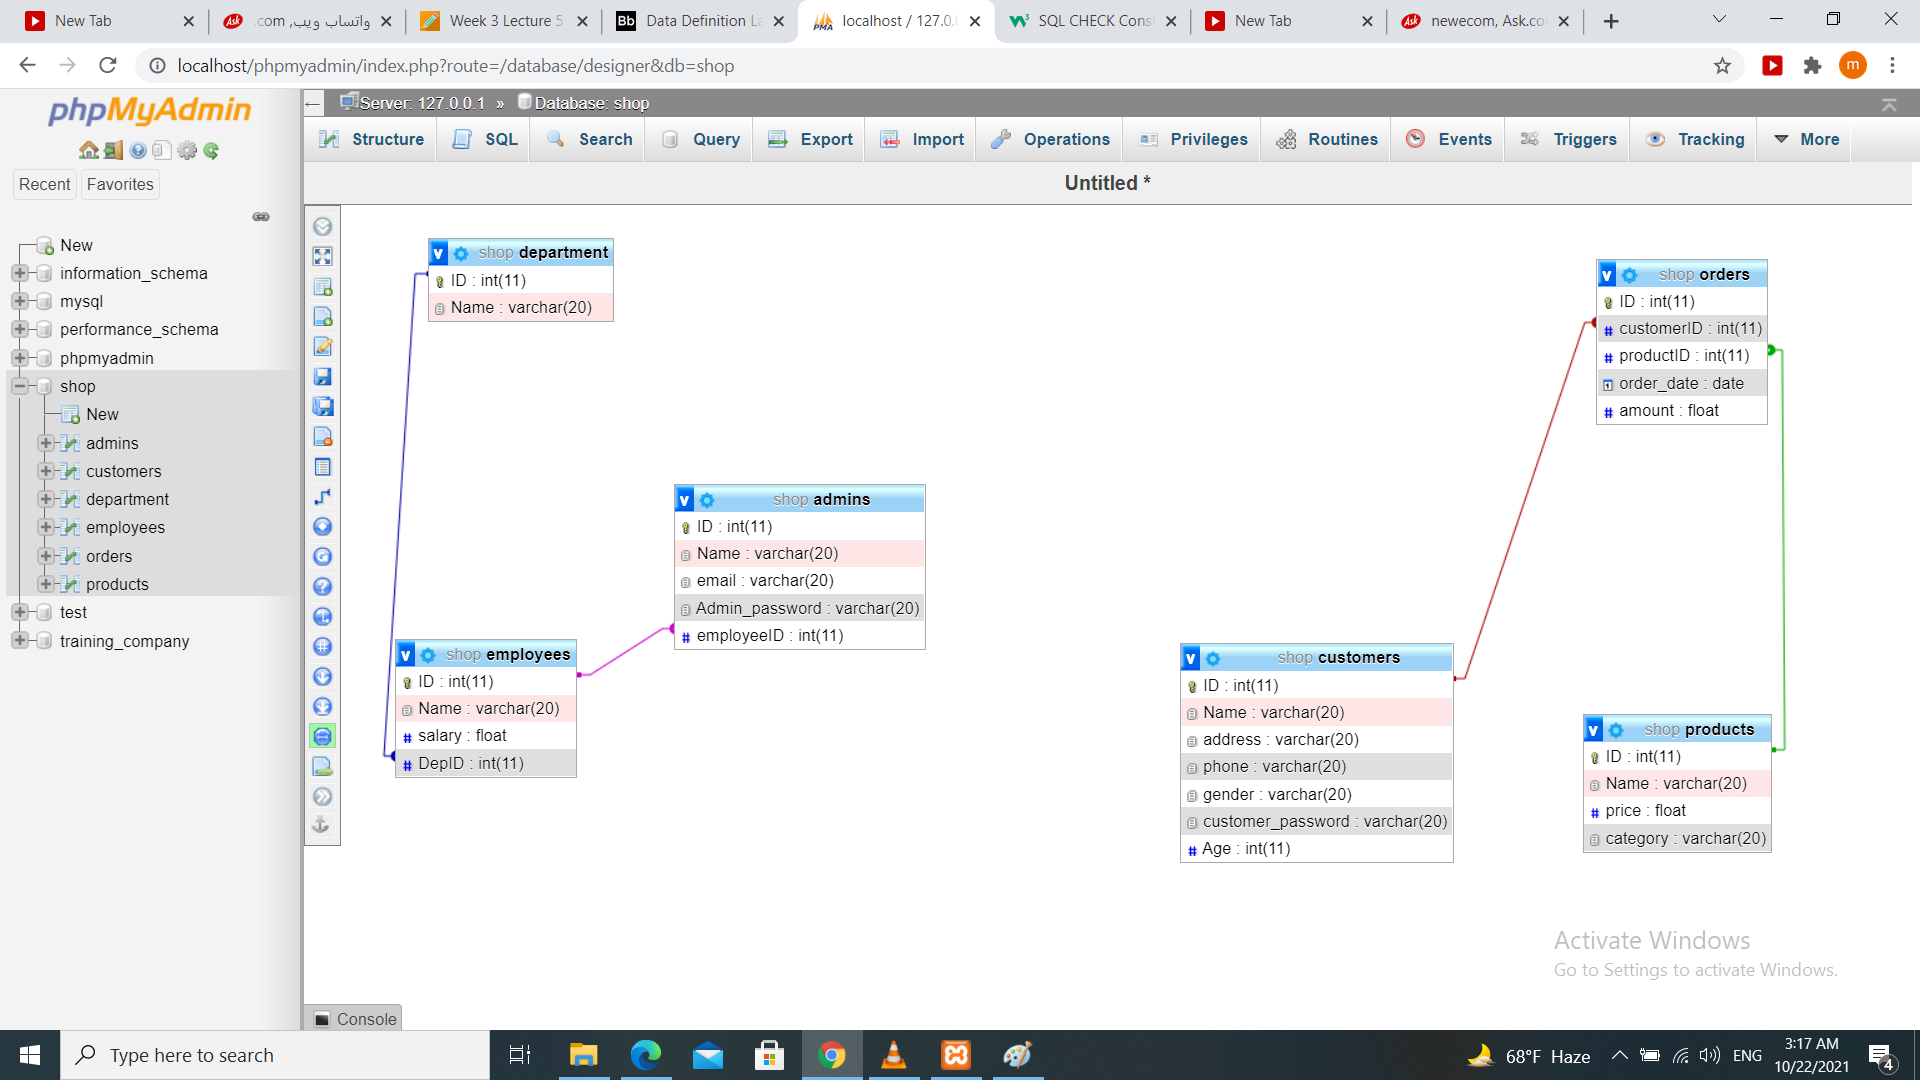 New Tab
واتساب ويب, com.
Week 3 Lecture 5
Data Definition La
localhost / 127.0.0
SQL CHECK Const
New Tab
newecom, Ask.co
localhost/phpmyadmin/index.php?route=/database/designer&db=shop
m
phpMyAdmin
Recent Favorites
New
information_schema
mysql
performance_schema
phpmyadmin
shop
New
admins
customers
department
employees
orders
products
test
training_company
Server: 127.0.0.1 » Database: shop
Structure SQL Search Query Export Import Operations Privileges Routines Events Triggers Tracking More
Untitled *
v shop department
ID : int(11)
Name : varchar(20)
v shop admins
ID : int(11)
Name : varchar(20)
email : varchar(20)
Admin_password : varchar(20)
# employeeID : int(11)
v shop employees
ID : int(11)
Name : varchar(20)
# salary : float
# DepID : int(11)
v shop customers
ID : int(11)
Name : varchar(20)
address : varchar(20)
phone : varchar(20)
gender : varchar(20)
customer_password : varchar(20)
# Age : int(11)
v shop orders
ID : int(11)
# customerID : int(11)
# productID : int(11)
order_date : date
# amount : float
v shop products
ID : int(11)
Name : varchar(20)
# price : float
category : varchar(20)
Activate Windows
Go to Settings to activate Windows.
Console
Type here to search
68°F Haze
ENG
3:17 AM
10/22/2021
4